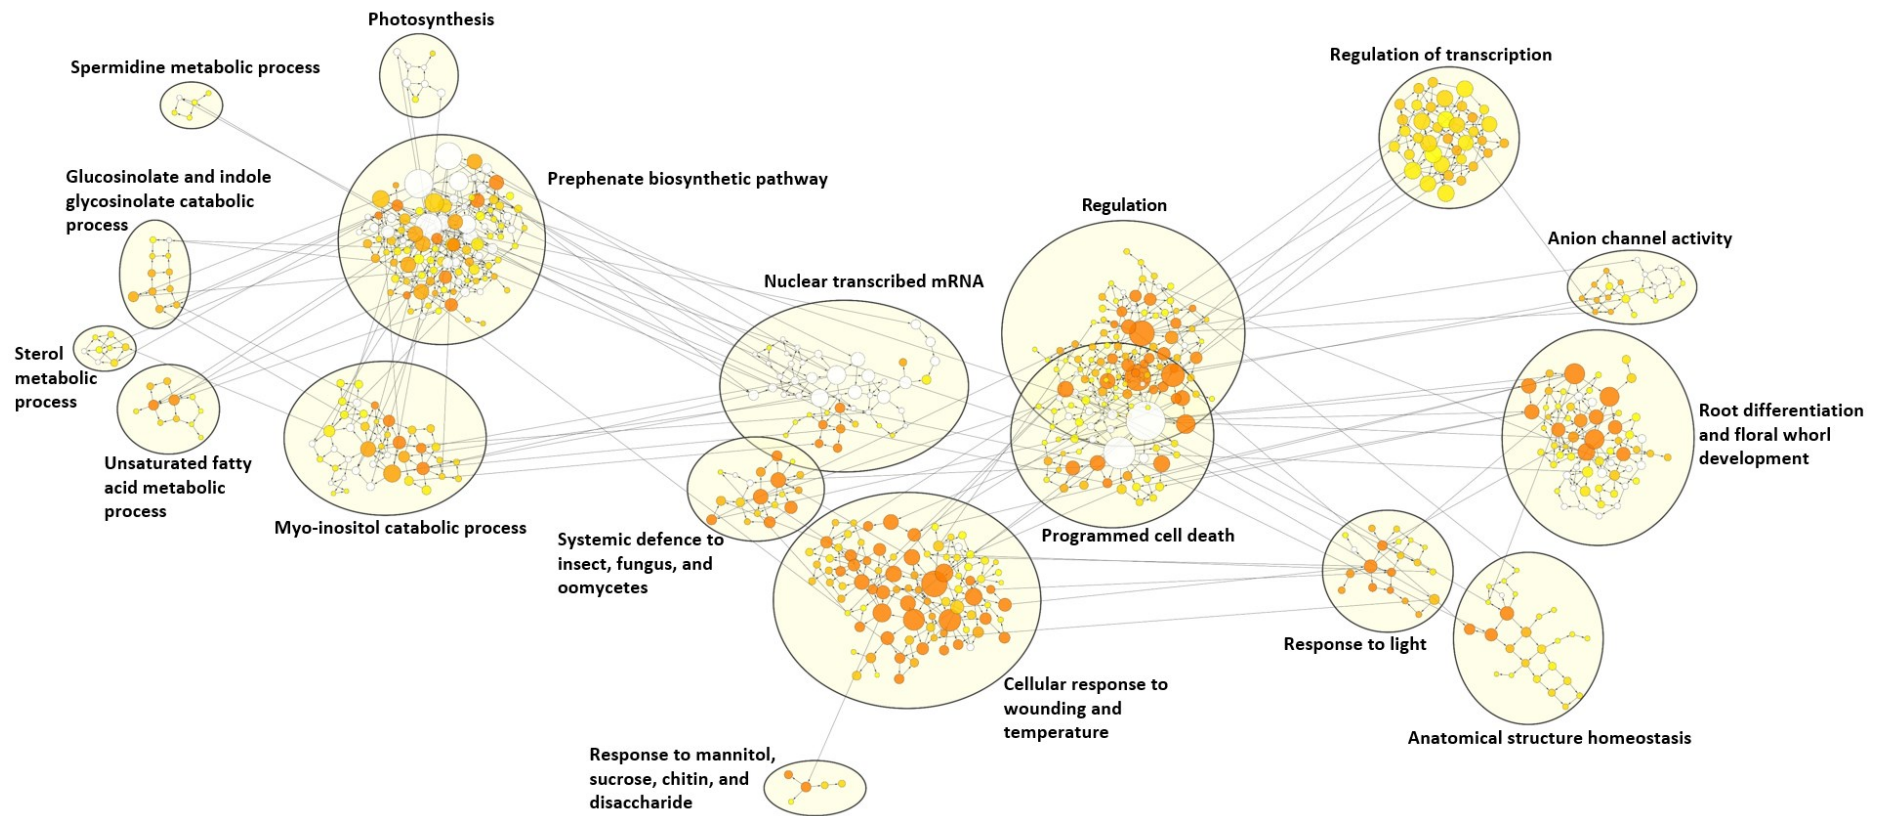 Photosynthesis
Spermidine metabolic process
Regulation of transcription
Glucosinolate and indole
glycosinolate catabolic
process
Prephenate biosynthetic pathway
Regulation
Anion channel activity
Nuclear transcribed mRNA
Sterol
metabolic
process
Root differentiation
and floral whorl
development
Unsaturated fatty
acid metabolic
process
Myo-inositol catabolic process
Systemic defence to
insect, fungus, and
oomycetes
Programmed cell death
Response to light
Cellular response to
wounding and
temperature
Anatomical structure homeostasis
Response to mannitol,
sucrose, chitin, and
disaccharide